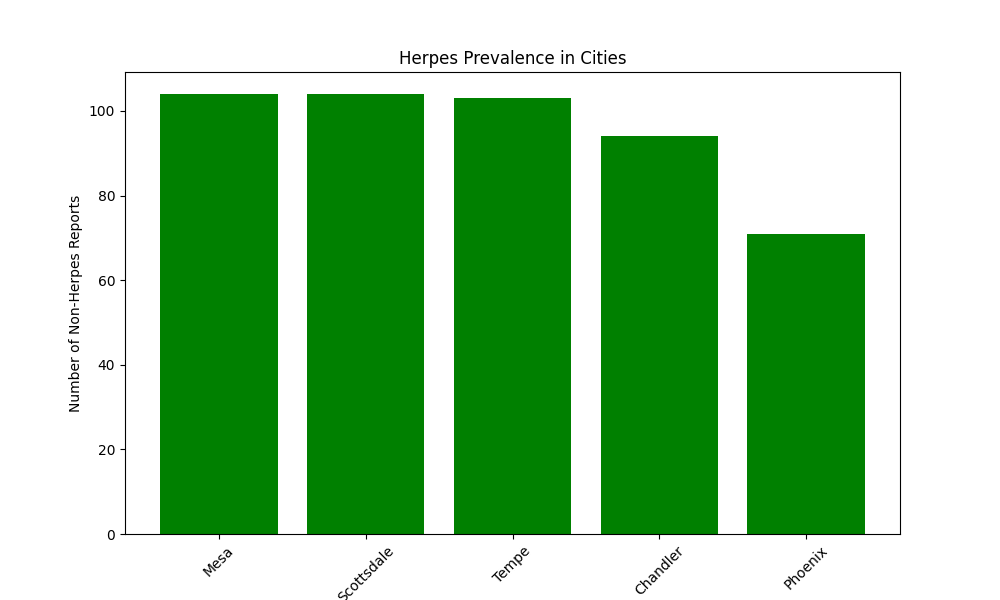 Herpes Prevalence in Cities
Number of Non-Herpes Reports
100
80
60
40
20
0
Mesa
Scottsdale
Tempe
Chandler
Phoenix